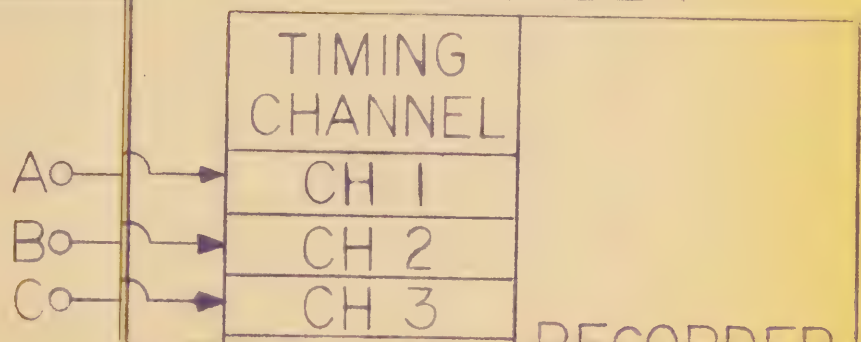 TIMING
CHANNEL
A CH 1
B CH 2
C CH 3
RECORDER